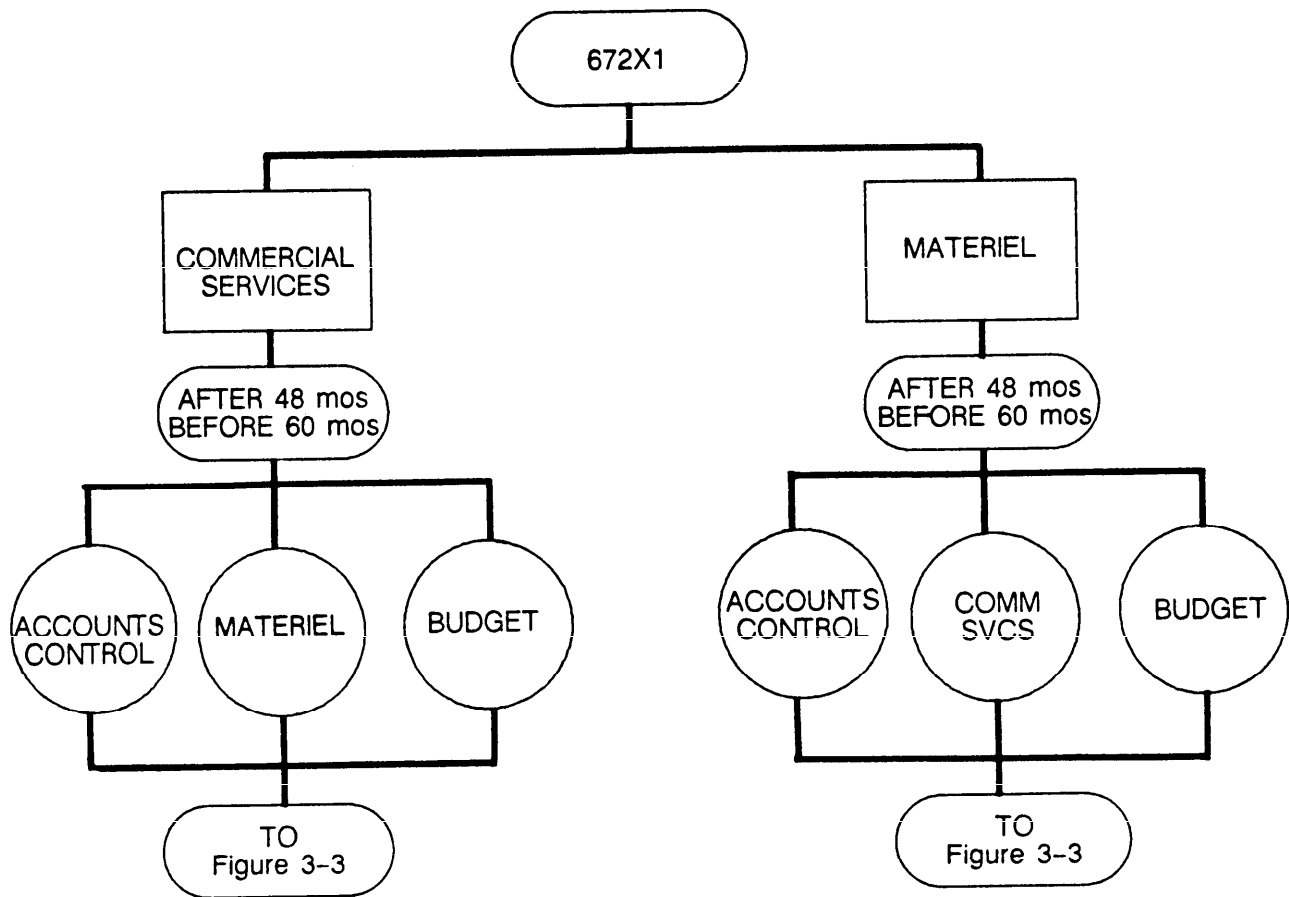 672X1
COMMERCIAL
SERVICES
MATERIEL
AFTER 48 mos
BEFORE 60 mos
AFTER 48 mos
BEFORE 60 mos
ACCOUNTS
CONTROL
MATERIEL
BUDGET
ACCOUNTS
CONTROL
COMM
SVCS
BUDGET
TO
Figure 3-3
TO
Figure 3-3